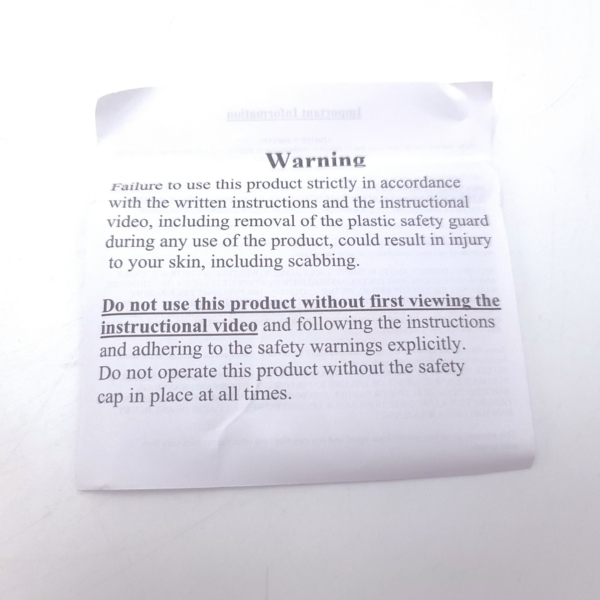 Important Information
Warning
Failure to use this product strictly in accordance
with the written instructions and the instructional
video, including removal of the plastic safety guard
during any use of the product, could result in injury
to your skin, including scabbing.
Do not use this product without first viewing the
instructional video and following the instructions
and adhering to the safety warnings explicitly.
Do not operate this product without the safety
cap in place at all times.